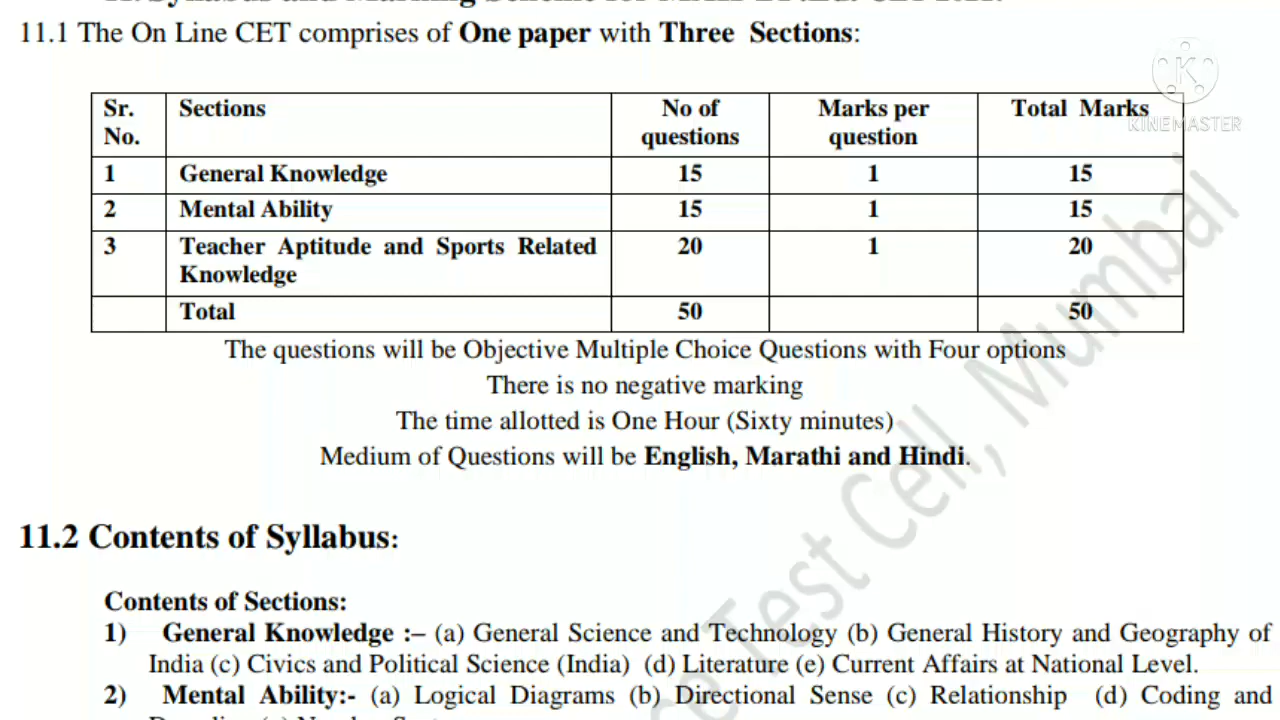 11.1 The On Line CET comprises of One paper with Three Sections:
K
KINEMASTER
Sr. No. Sections No of questions Marks per question Total Marks
1 General Knowledge 15 1 15
2 Mental Ability 15 1 15
3 Teacher Aptitude and Sports Related Knowledge 20 1 20
Total 50 50
The questions will be Objective Multiple Choice Questions with Four options
There is no negative marking
The time allotted is One Hour (Sixty minutes)
Medium of Questions will be English, Marathi and Hindi.
Test Cell, Mumbai
11.2 Contents of Syllabus:
Contents of Sections:
1) General Knowledge :– (a) General Science and Technology (b) General History and Geography of
India (c) Civics and Political Science (India) (d) Literature (e) Current Affairs at National Level.
2) Mental Ability:- (a) Logical Diagrams (b) Directional Sense (c) Relationship (d) Coding and